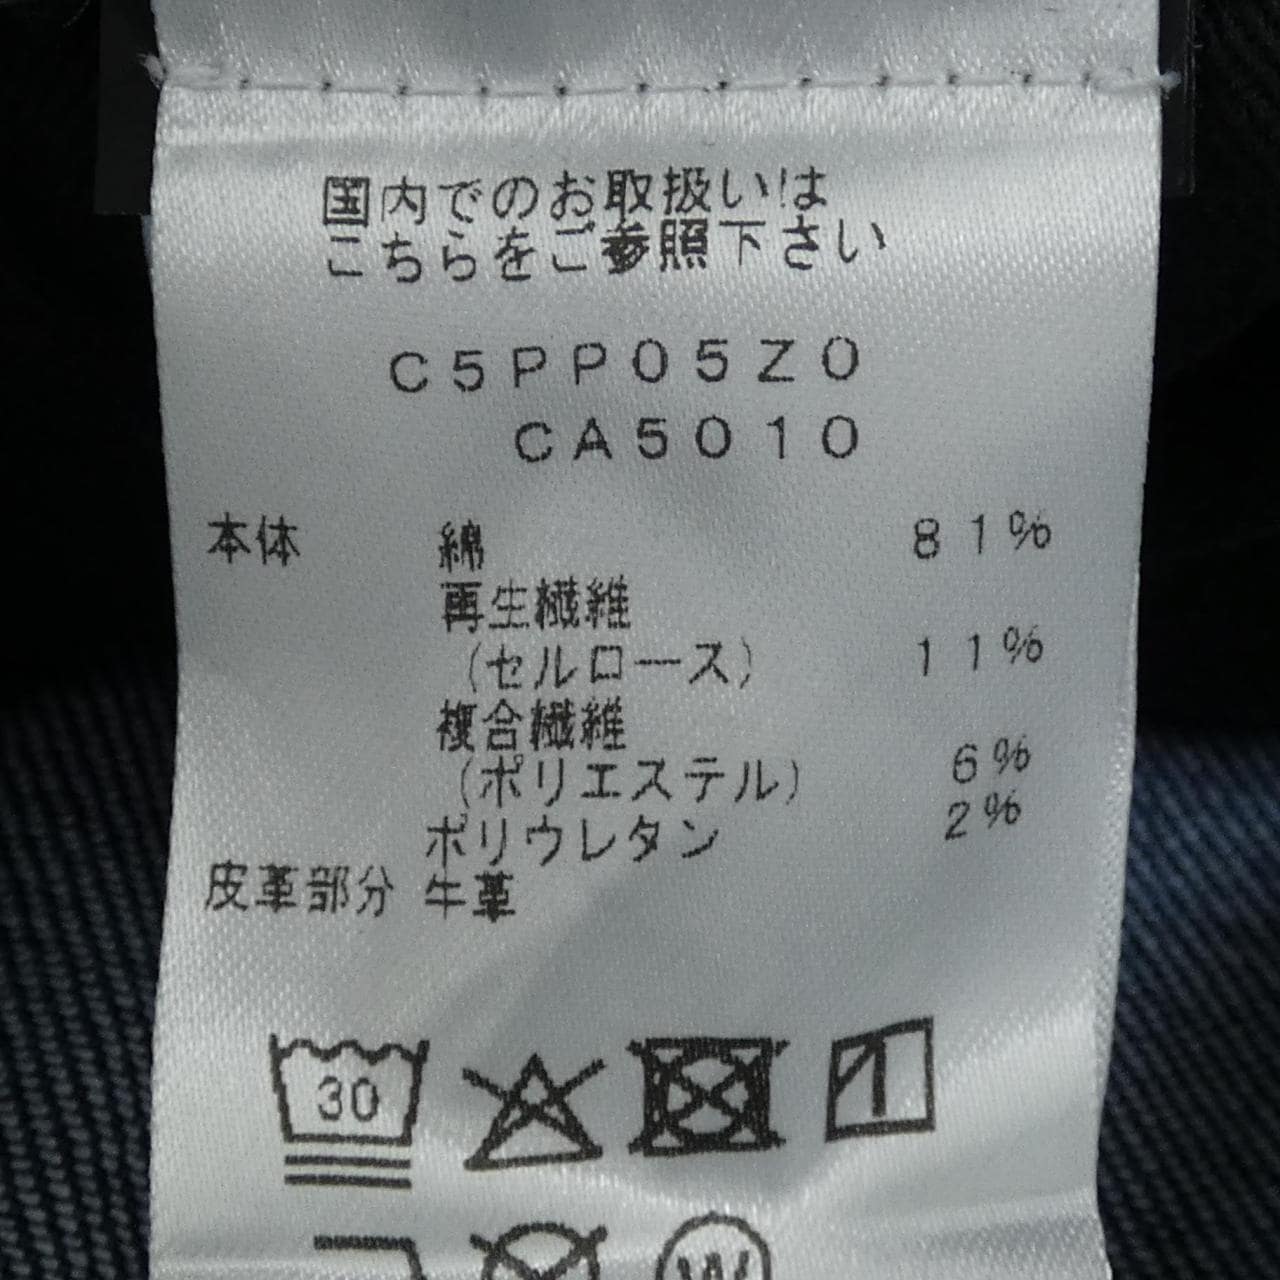 国内でのお取扱いは
こちらをご参照下さい
C5PP05Z0
CA5010
本体 綿 81%
再生繊維
(セルロース) 11%
複合繊維
(ポリエステル) 6%
ポリウレタン 2%
皮革部分 牛革
30
W